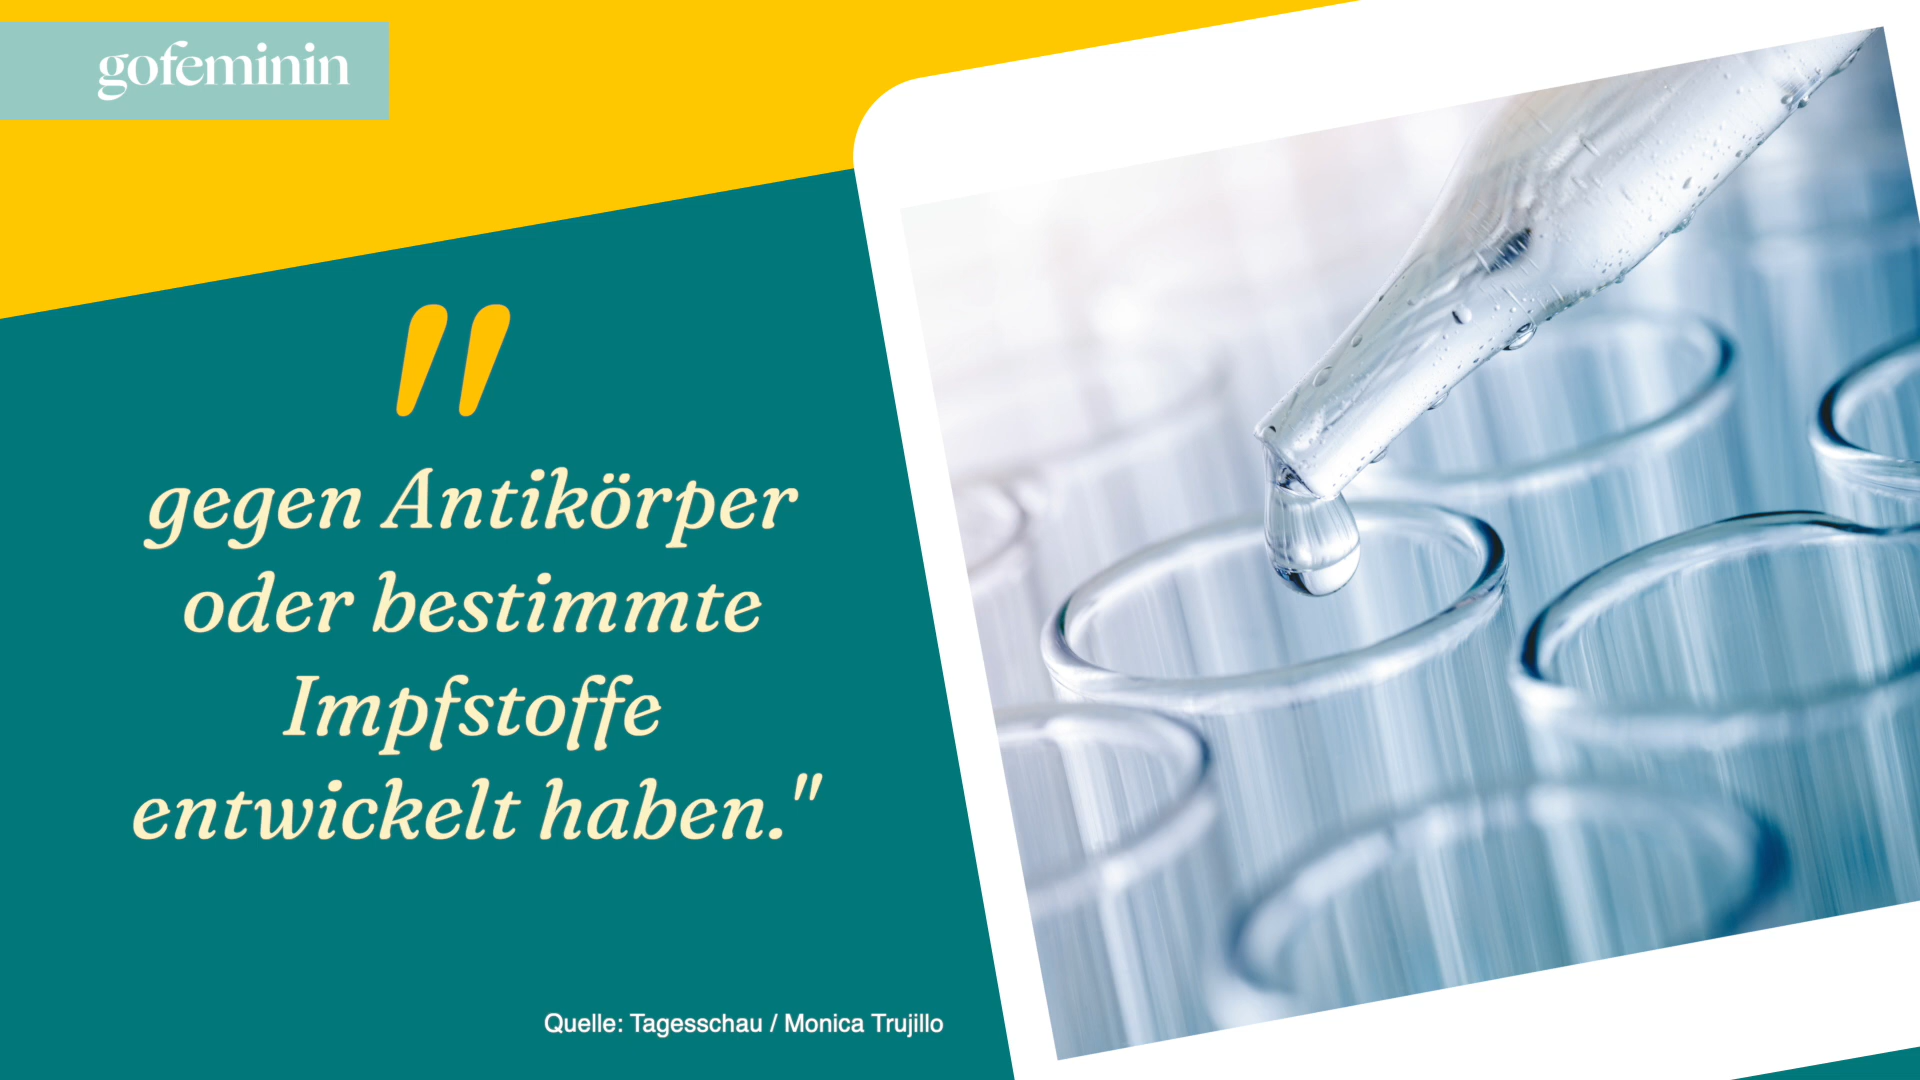 gofeminin
"
gegen Antikörper
oder bestimmte
Impfstoffe
entwickelt haben."
Quelle: Tagesschau / Monica Trujillo